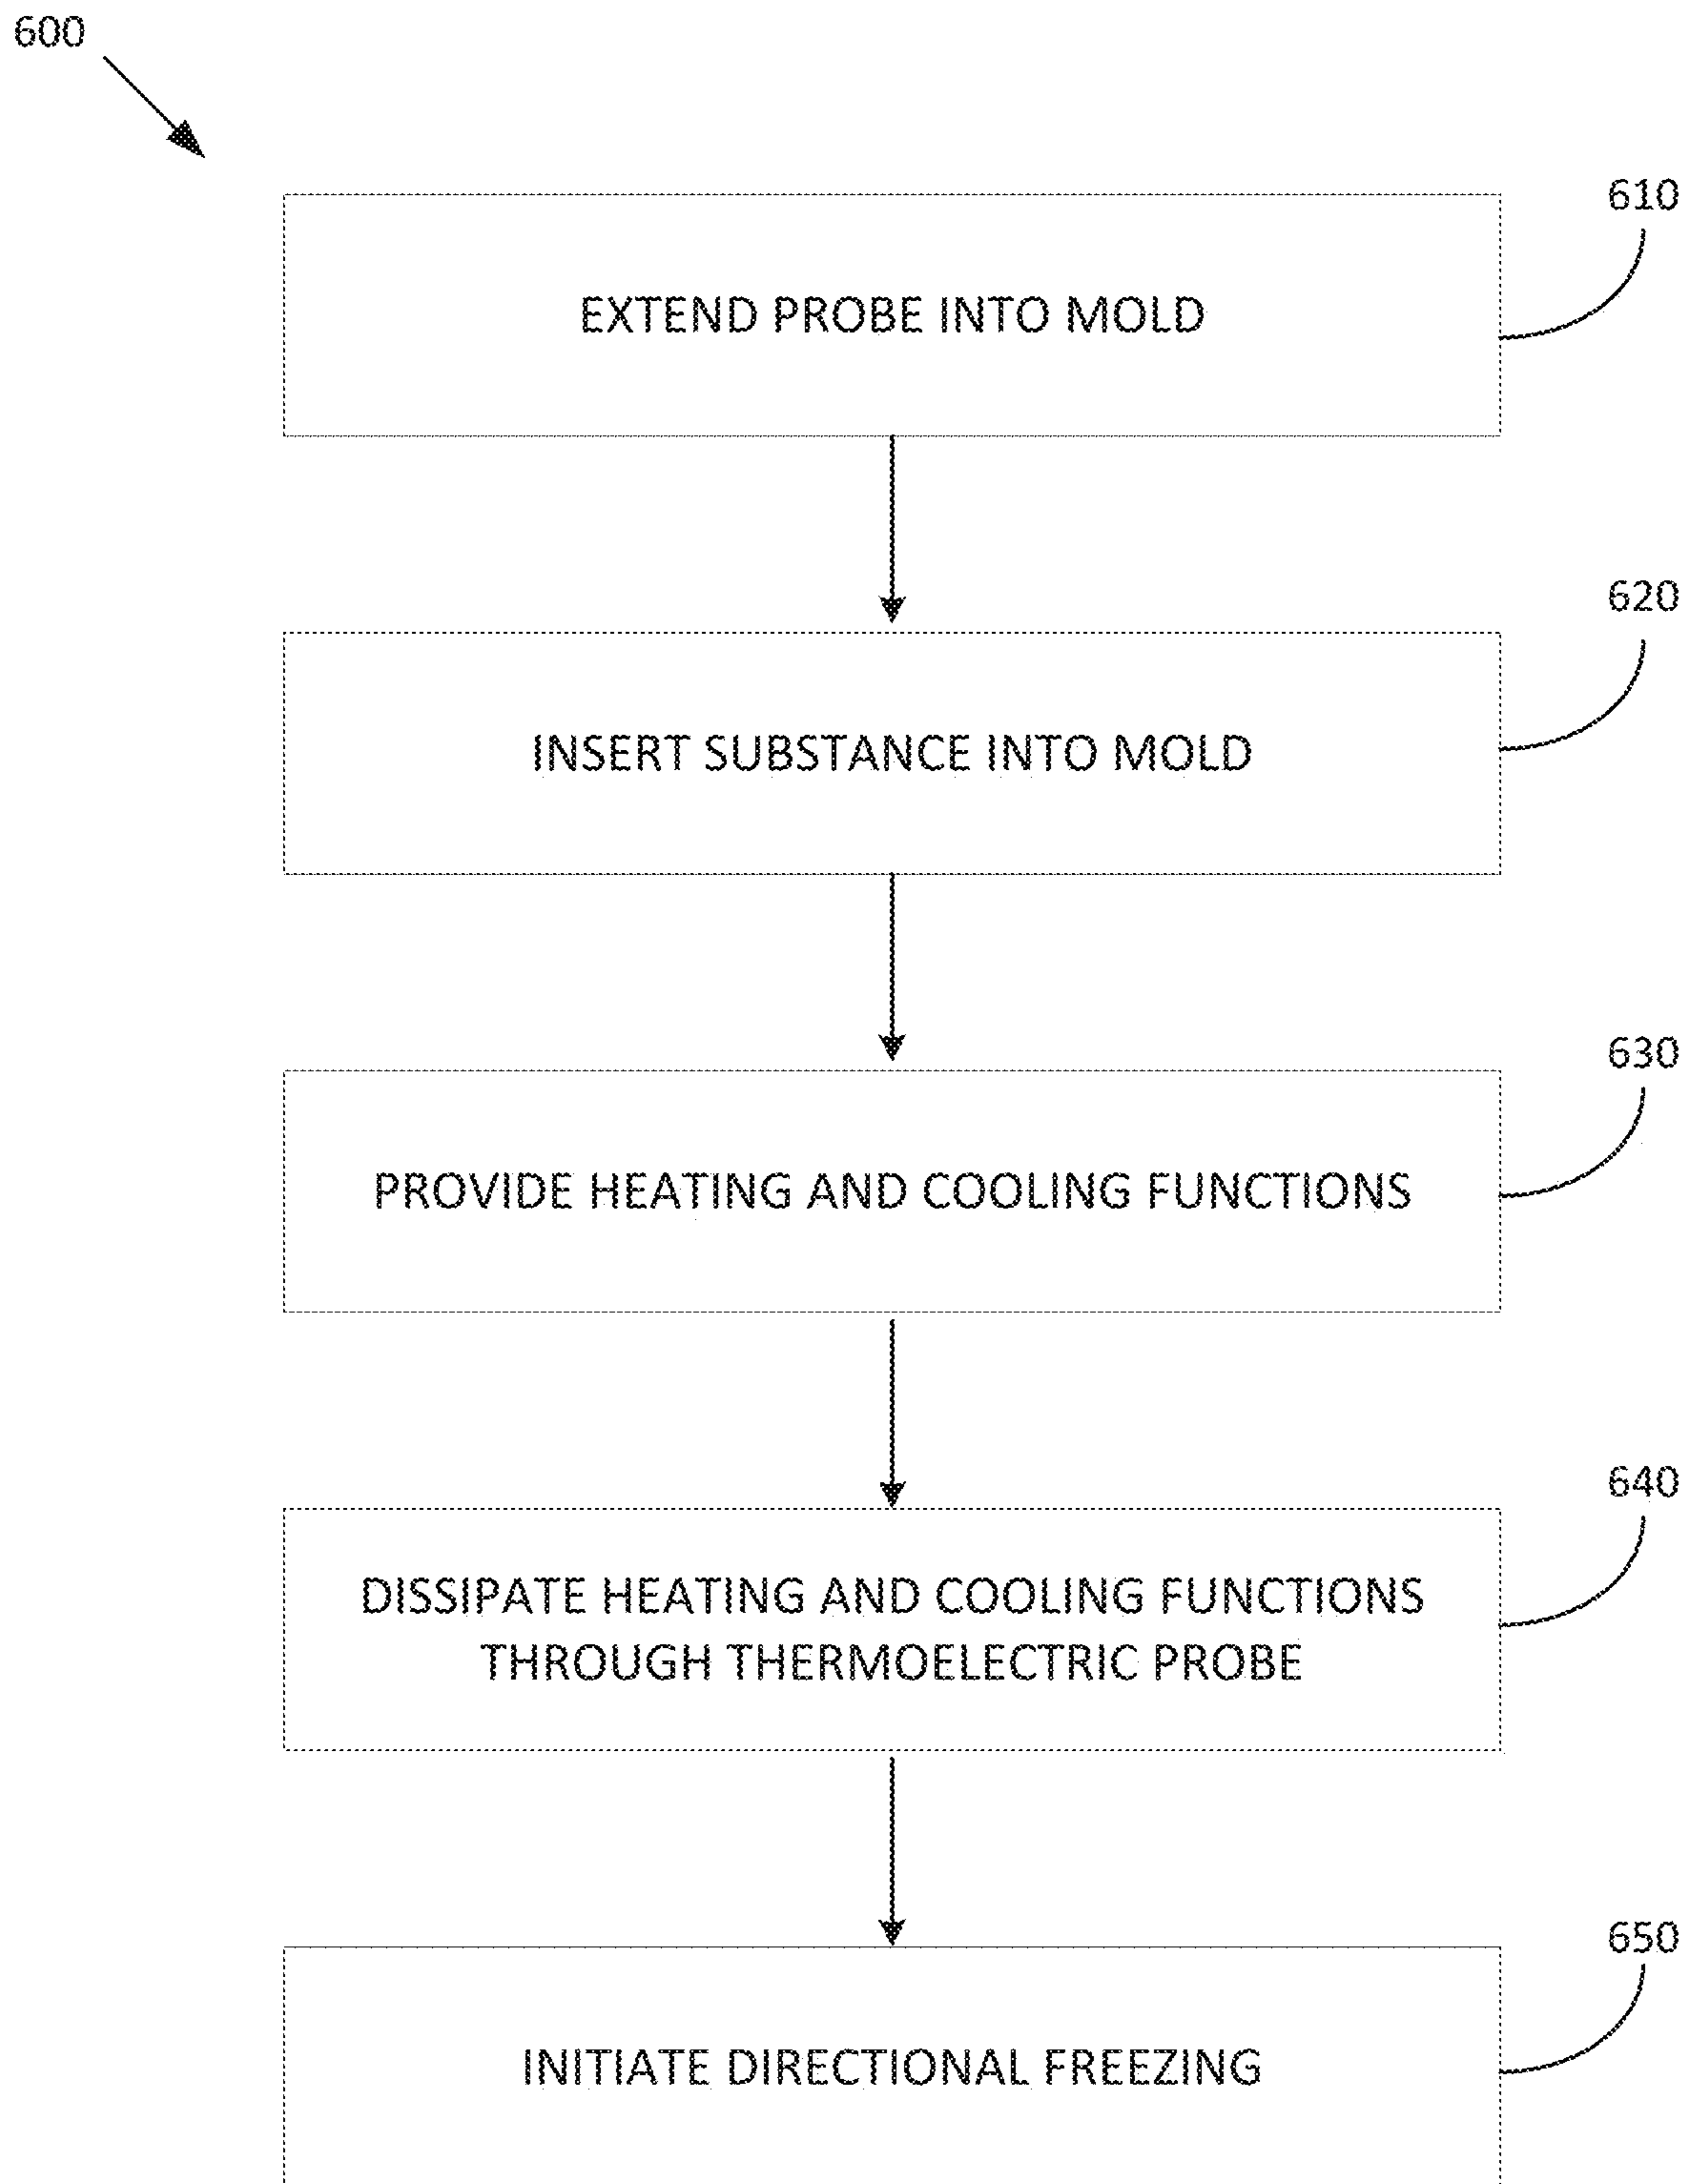 600
610
EXTEND PROBE INTO MOLD
620
INSERT SUBSTANCE INTO MOLD
630
PROVIDE HEATING AND COOLING FUNCTIONS
640
DISSIPATE HEATING AND COOLING FUNCTIONS
THROUGH THERMOELECTRIC PROBE
650
INITIATE DIRECTIONAL FREEZING